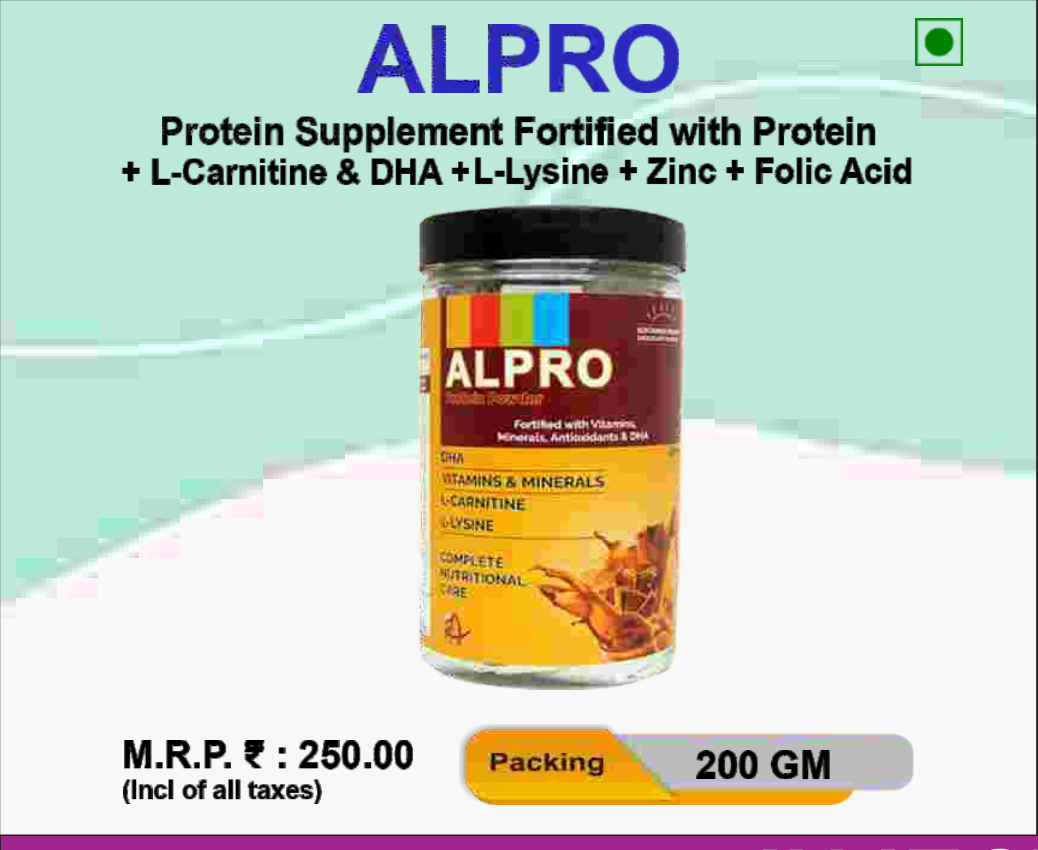 ALPRO
Protein Supplement Fortified with Protein
+ L-Carnitine & DHA + L-Lysine + Zinc + Folic Acid
ALPRO
Protein Powder
Fortified with Vitamins,
Minerals, Antioxidants & DHA
DHA
VITAMINS & MINERALS
L-CARNITINE
L-LYSINE
COMPLETE
NUTRITIONAL
CARE
M.R.P. ₹ : 250.00
(Incl of all taxes)
Packing
200 GM